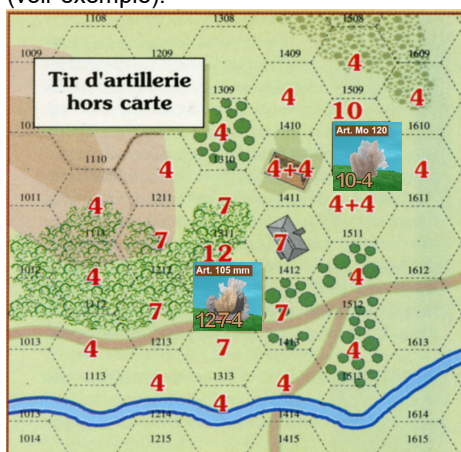 (voir exemple).
1108 1308 1508
1009 1209 1409 1609
Tir d'artillerie
hors carte
4
1309 4 1509 4
10
4 1410 1610
Art. Mo 120
1110 4 1310 4+4 4
10-4
1011 4 1211 7 1411 4+4
7 12 7 1511
Art. 105 mm
4 1412 4 1612
12-7-4
7 7 1512
1013 4 7 1413 4 1613
1113 4 1313 4 1513
4
1013 1214 1414 1614
1014 1215 1415 1615